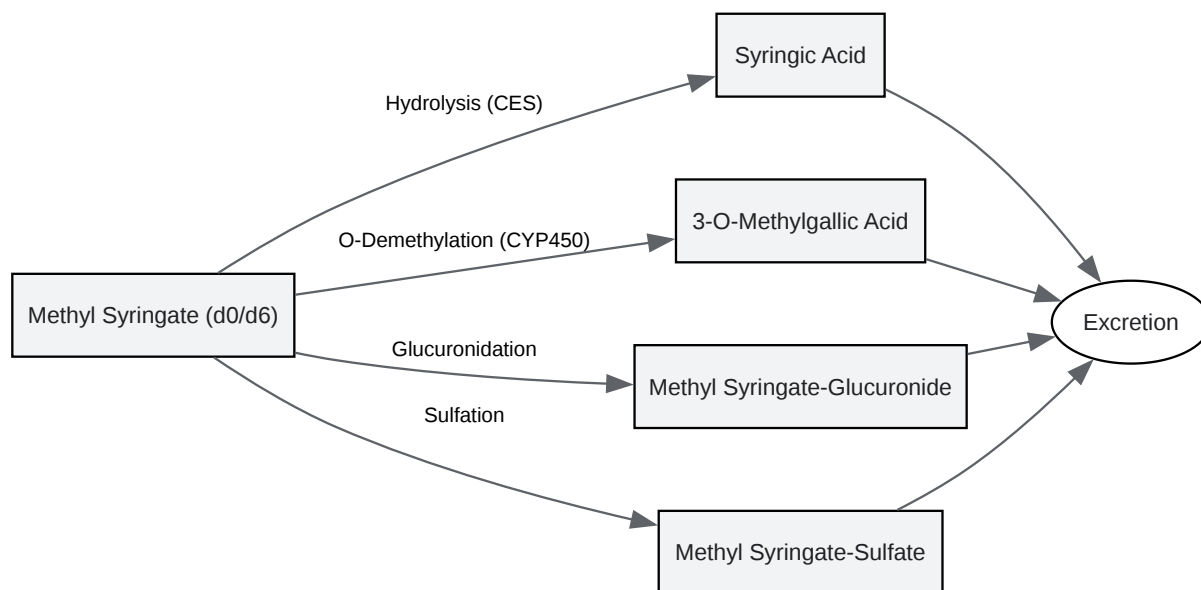 Syringic Acid
Hydrolysis (CES)
3-O-Methylgallic Acid
O-Demethylation (CYP450)
Methyl Syringate (d0/d6)
Excretion
Glucuronidation
Methyl Syringate-Glucuronide
Sulfation
Methyl Syringate-Sulfate